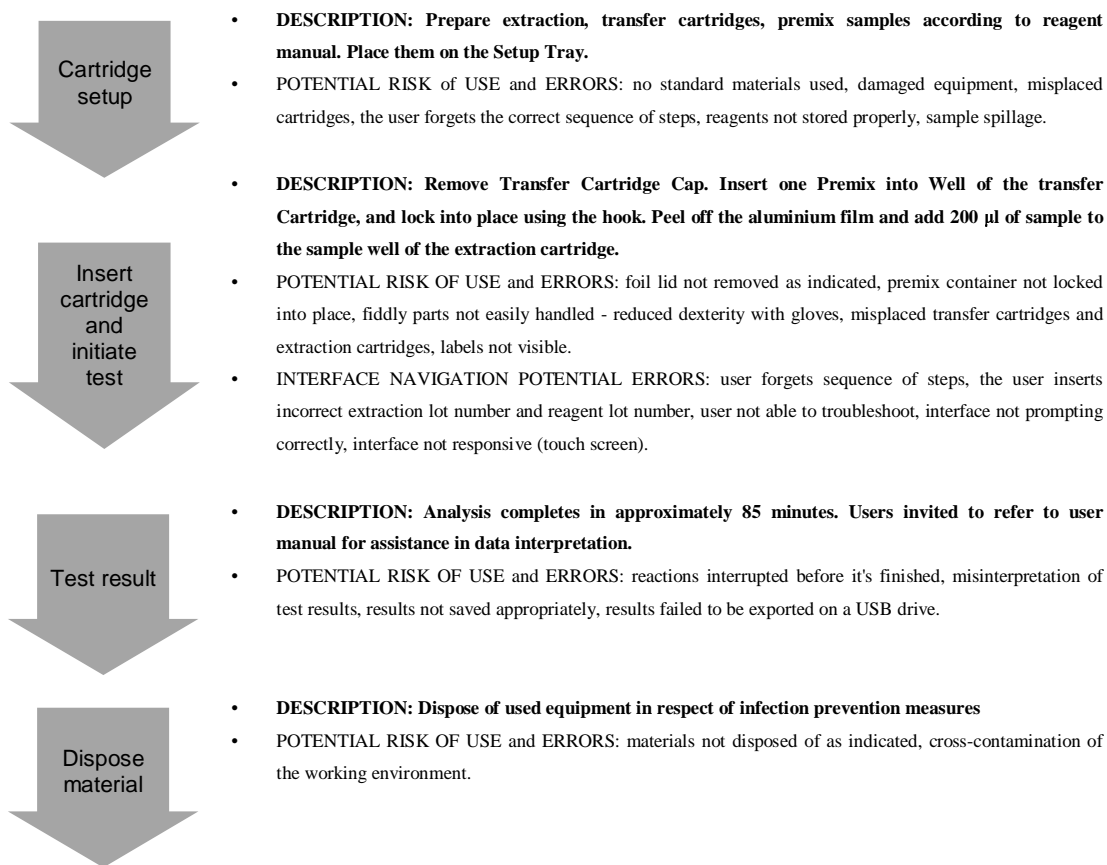 Cartridge
setup
• DESCRIPTION: Prepare extraction, transfer cartridges, premix samples according to reagent
manual. Place them on the Setup Tray.
• POTENTIAL RISK of USE and ERRORS: no standard materials used, damaged equipment, misplaced
cartridges, the user forgets the correct sequence of steps, reagents not stored properly, sample spillage.
Insert
cartridge
and
initiate
test
• DESCRIPTION: Remove Transfer Cartridge Cap. Insert one Premix into Well of the transfer
Cartridge, and lock into place using the hook. Peel off the aluminium film and add 200 µl of sample to
the sample well of the extraction cartridge.
• POTENTIAL RISK OF USE and ERRORS: foil lid not removed as indicated, premix container not locked
into place, fiddly parts not easily handled - reduced dexterity with gloves, misplaced transfer cartridges and
extraction cartridges, labels not visible.
• INTERFACE NAVIGATION POTENTIAL ERRORS: user forgets sequence of steps, the user inserts
incorrect extraction lot number and reagent lot number, user not able to troubleshoot, interface not prompting
correctly, interface not responsive (touch screen).
Test result
• DESCRIPTION: Analysis completes in approximately 85 minutes. Users invited to refer to user
manual for assistance in data interpretation.
• POTENTIAL RISK OF USE and ERRORS: reactions interrupted before it's finished, misinterpretation of
test results, results not saved appropriately, results failed to be exported on a USB drive.
Dispose
material
• DESCRIPTION: Dispose of used equipment in respect of infection prevention measures
• POTENTIAL RISK OF USE and ERRORS: materials not disposed of as indicated, cross-contamination of
the working environment.